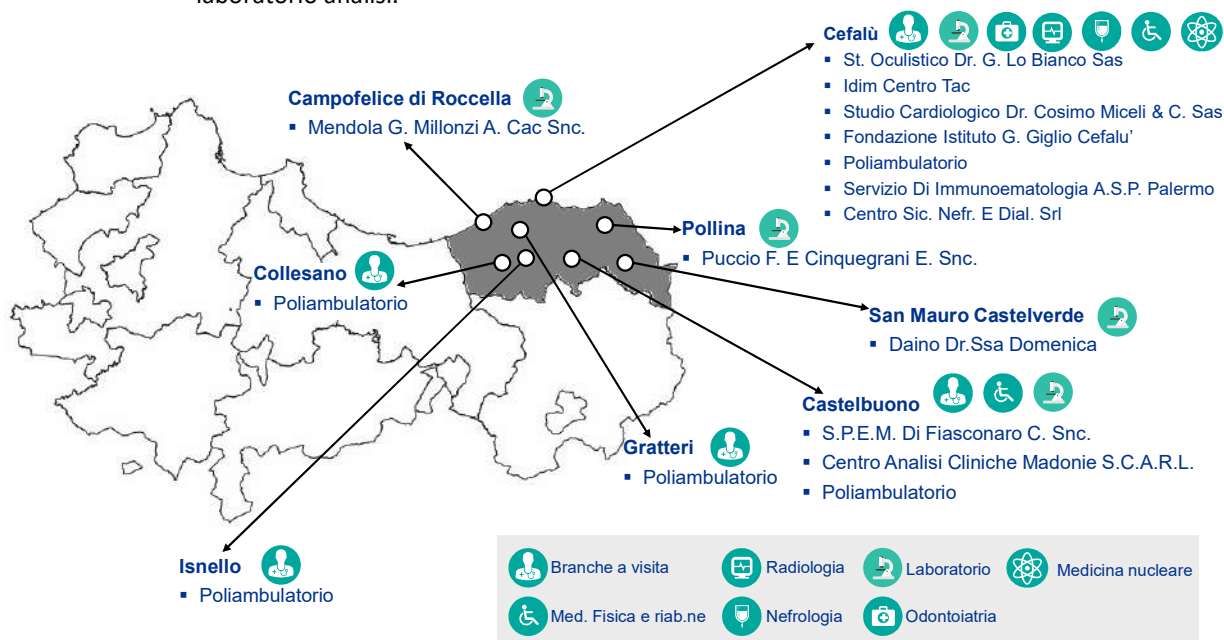 laboratorio analisi.
Cefalù
▪ St. Oculistico Dr. G. Lo Bianco Sas
▪ Idim Centro Tac
▪ Studio Cardiologico Dr. Cosimo Miceli & C. Sas
▪ Fondazione Istituto G. Giglio Cefalu’
▪ Poliambulatorio
▪ Servizio Di Immunoematologia A.S.P. Palermo
▪ Centro Sic. Nefr. E Dial. Srl
Campofelice di Roccella
▪ Mendola G. Millonzi A. Cac Snc.
Pollina
▪ Puccio F. E Cinquegrani E. Snc.
Collesano
▪ Poliambulatorio
San Mauro Castelverde
▪ Daino Dr.Ssa Domenica
Castelbuono
▪ S.P.E.M. Di Fiasconaro C. Snc.
▪ Centro Analisi Cliniche Madonie S.C.A.R.L.
▪ Poliambulatorio
Gratteri
▪ Poliambulatorio
Isnello
▪ Poliambulatorio
Branche a visita
Radiologia
Laboratorio
Medicina nucleare
Med. Fisica e riab.ne
Nefrologia
Odontoiatria